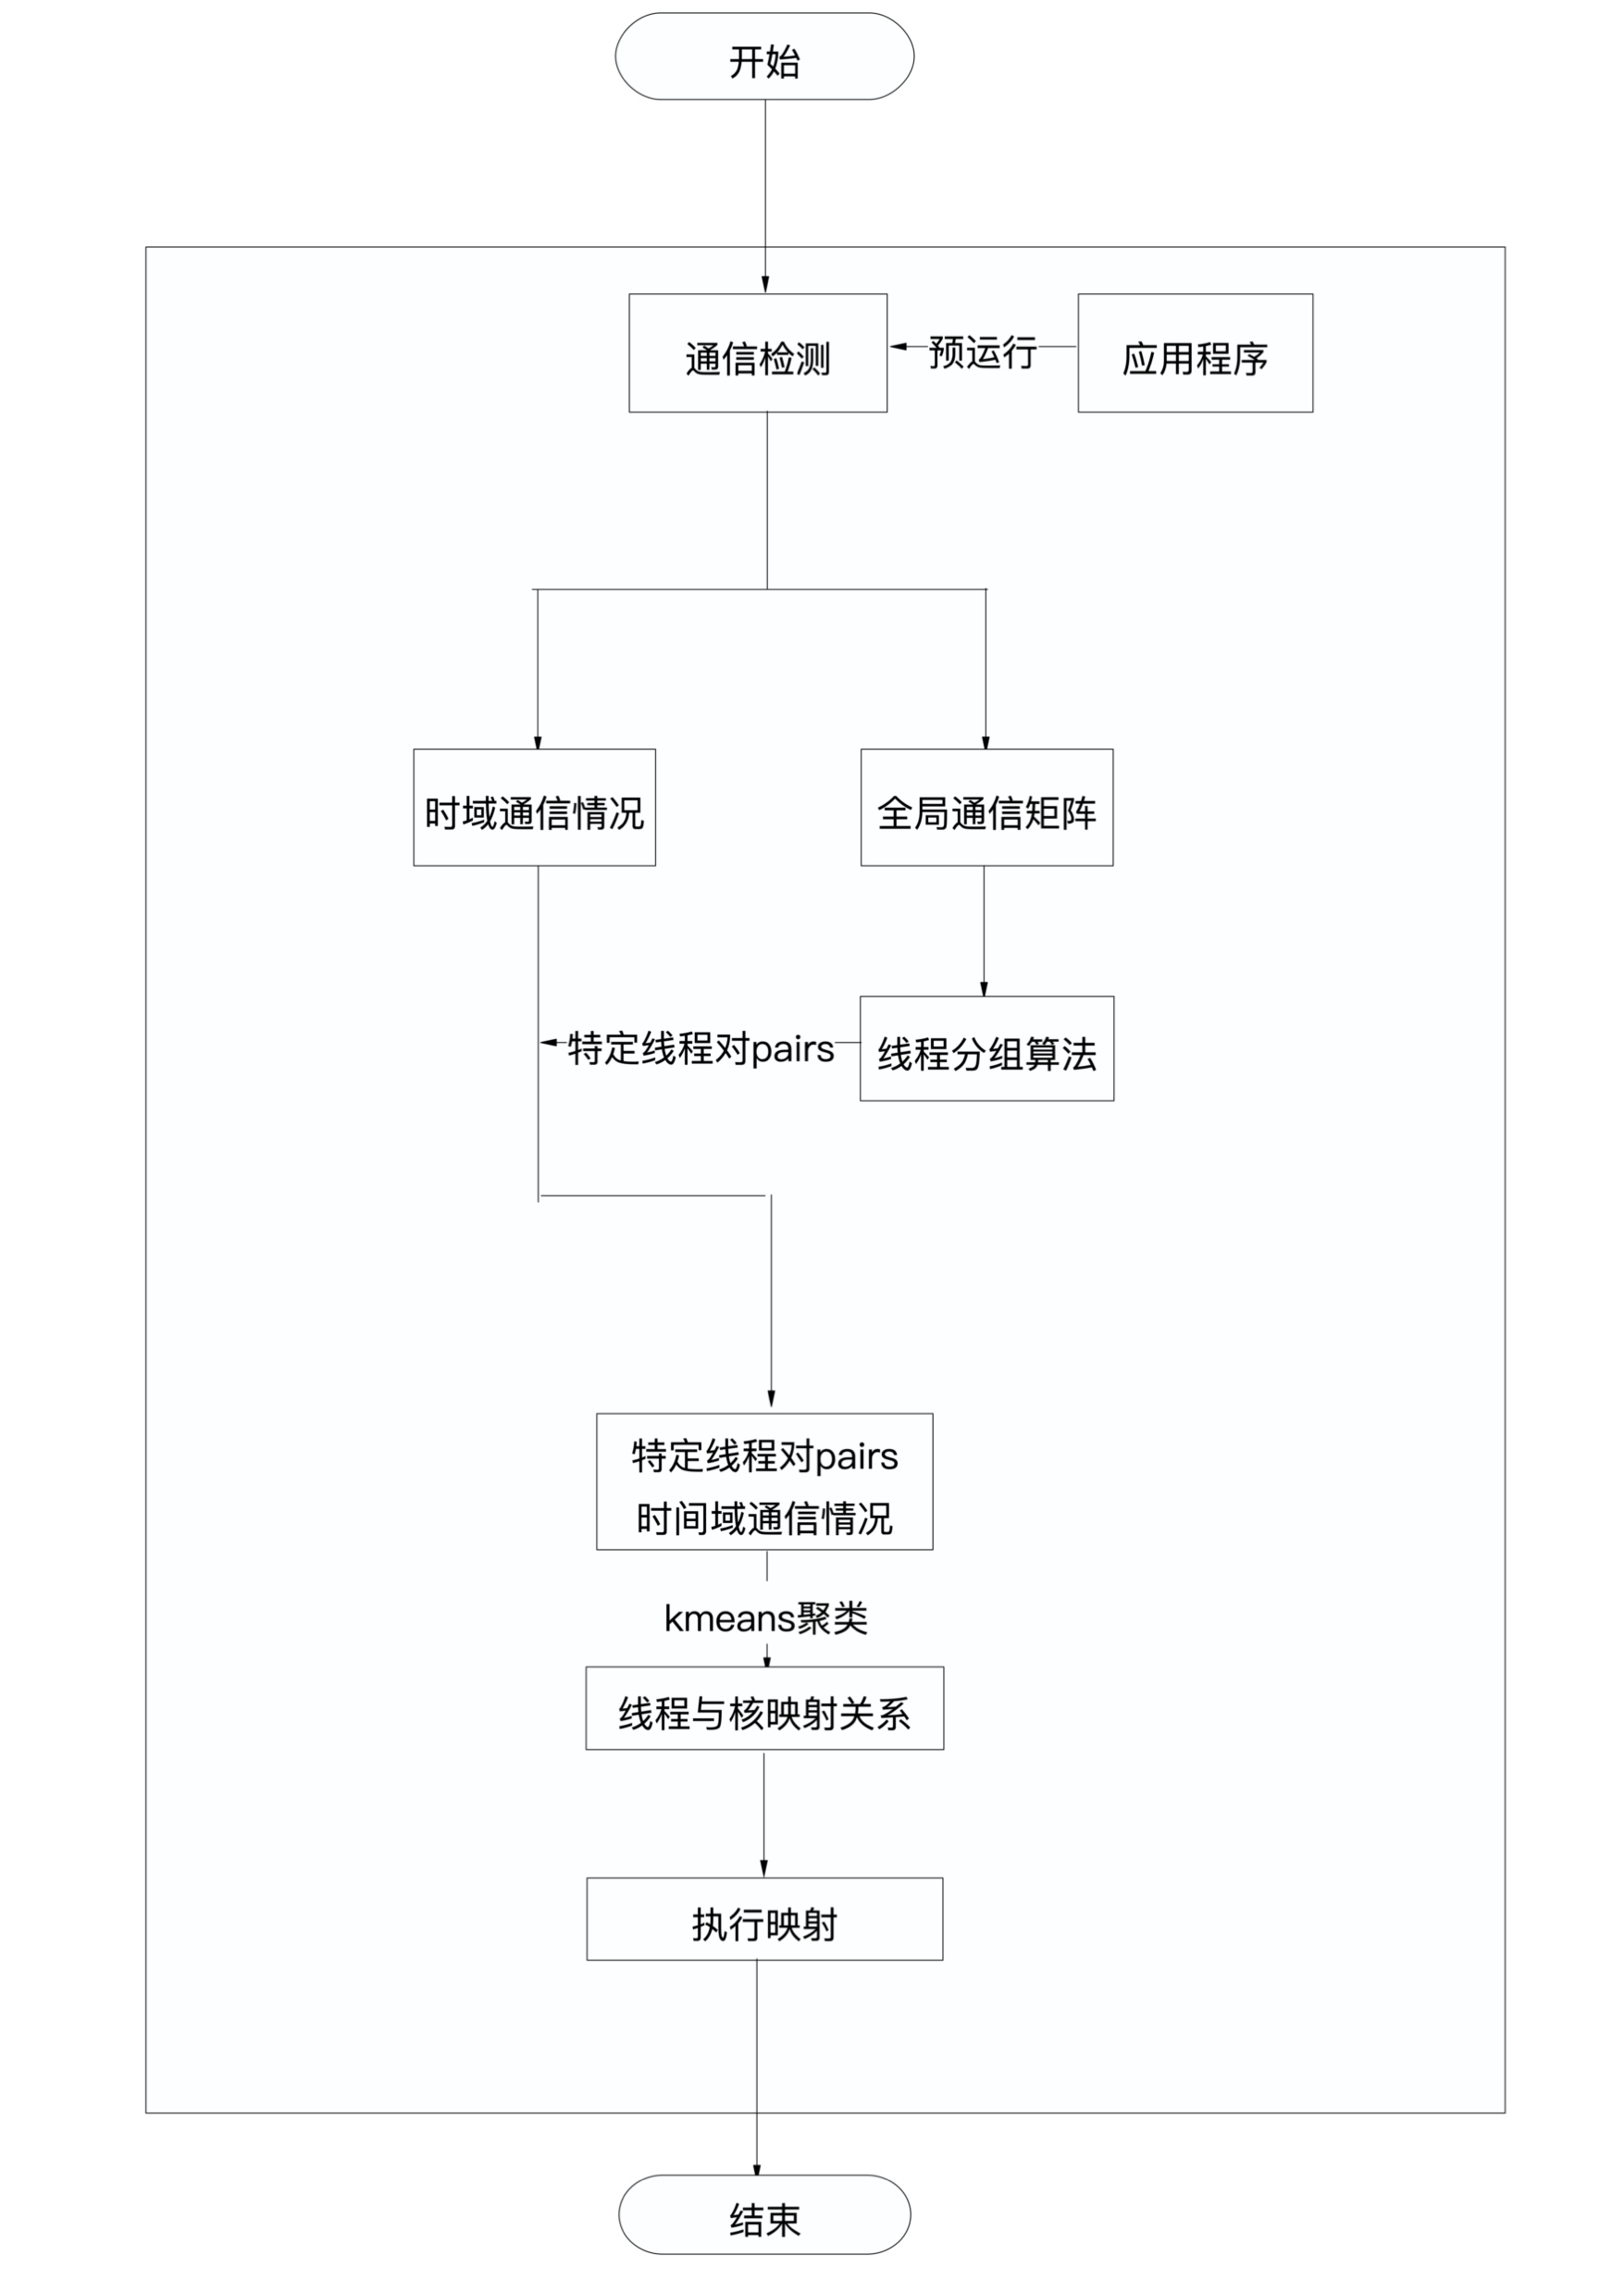 开始
通信检测
预运行
应用程序
时域通信情况
全局通信矩阵
特定线程对pairs
线程分组算法
特定线程对pairs
时间域通信情况
kmeans聚类
线程与核映射关系
执行映射
结束